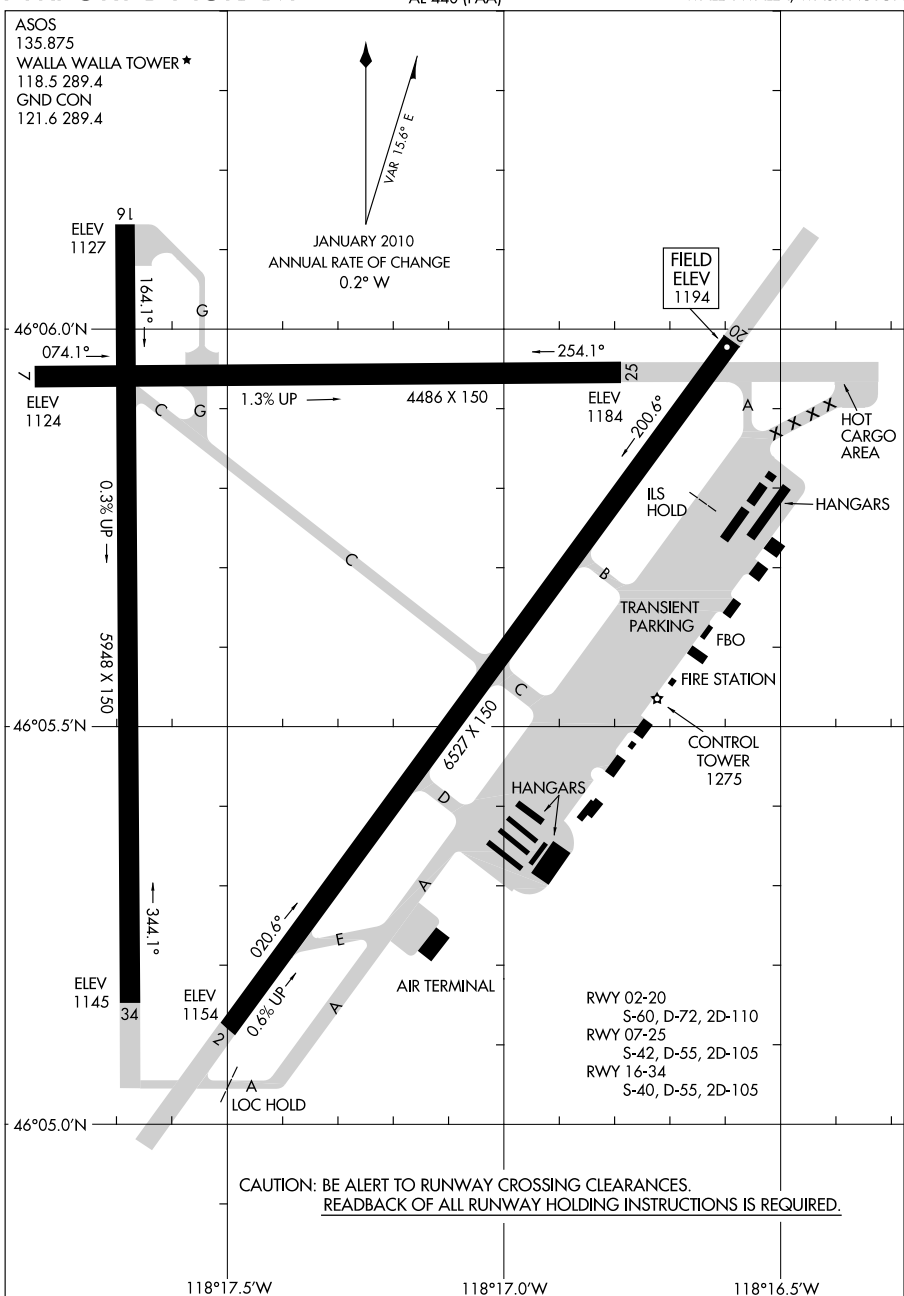 ASOS
135.875
WALLA WALLA TOWER★
118.5 289.4
GND CON
121.6 289.4
VAR 15.6° E
JANUARY 2010
ANNUAL RATE OF CHANGE
0.2° W
16
ELEV
1127
164.1°
G
FIELD
ELEV
1194
20
46°06.0'N
074.1°
254.1°
7
25
ELEV
1124
C
G
1.3% UP
4486 X 150
ELEV
1184
A
X X X X
HOT
CARGO
AREA
200.6°
ILS
HOLD
HANGARS
0.3% UP
C
B
TRANSIENT
PARKING
FBO
5948 X 150
FIRE STATION
C
46°05.5'N
6527 X 150
CONTROL
TOWER
1275
D
HANGARS
344.1°
A
020.6°
E
AIR TERMINAL
ELEV
1145
34
ELEV
1154
0.6% UP
A
2
A
LOC HOLD
RWY 02-20
S-60, D-72, 2D-110
RWY 07-25
S-42, D-55, 2D-105
RWY 16-34
S-40, D-55, 2D-105
46°05.0'N
CAUTION: BE ALERT TO RUNWAY CROSSING CLEARANCES.
READBACK OF ALL RUNWAY HOLDING INSTRUCTIONS IS REQUIRED.
118°17.5'W
118°17.0'W
118°16.5'W